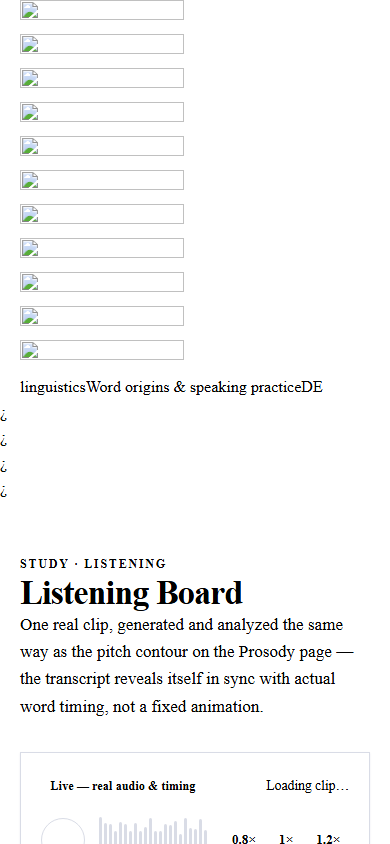 linguisticsWord origins & speaking practiceDE
¿
¿
¿
¿
STUDY · LISTENING
Listening Board
One real clip, generated and analyzed the same
way as the pitch contour on the Prosody page —
the transcript reveals itself in sync with actual
word timing, not a fixed animation.
Live — real audio & timing Loading clip…
0.8× 1× 1.2×